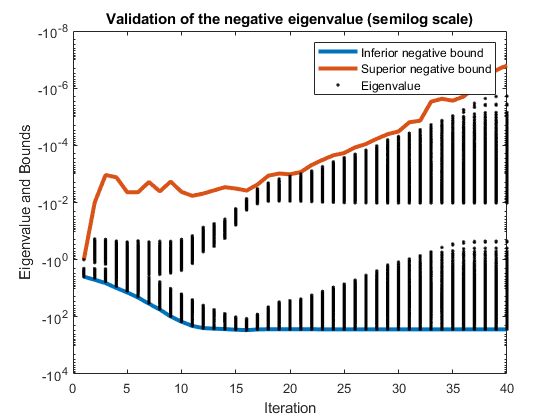 Validation of the negative eigenvalue (semilog scale)
-10^-8
-10^-6
-10^-4
-10^-2
-10^0
-10^2
-10^4
Eigenvalue and Bounds
Inferior negative bound
Superior negative bound
Eigenvalue
0 5 10 15 20 25 30 35 40
Iteration